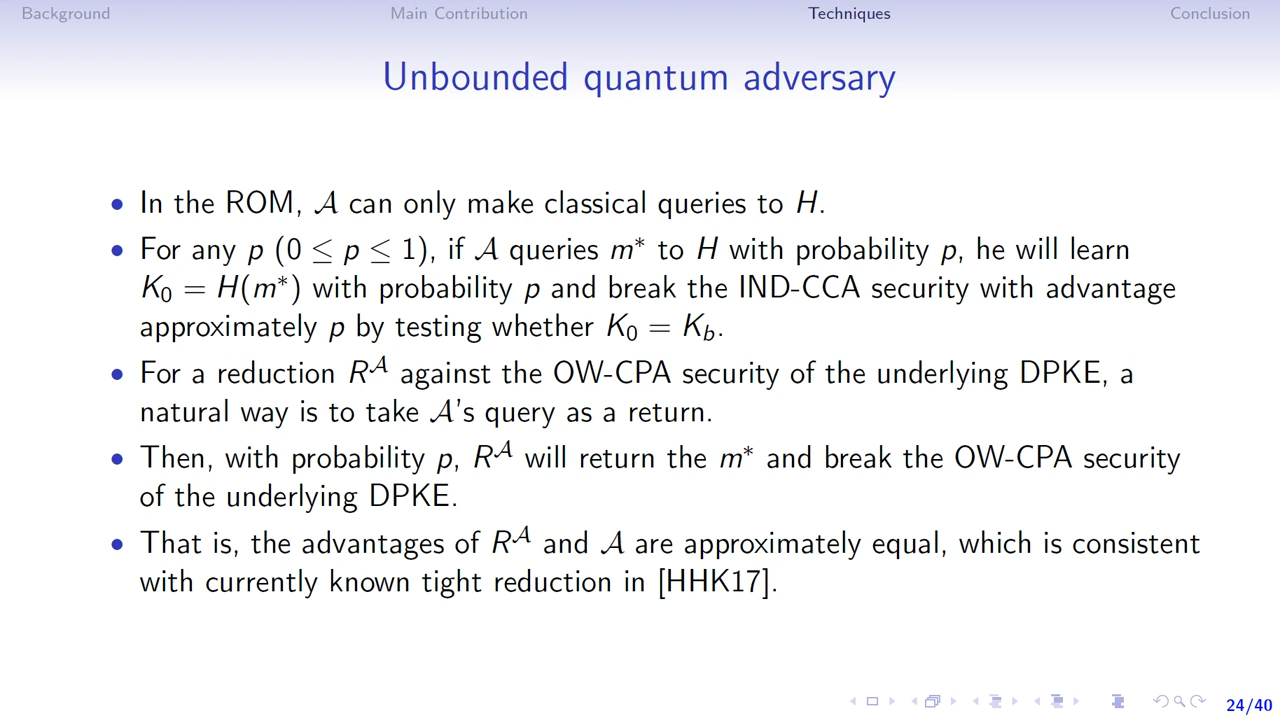 Background Main Contribution Techniques Conclusion
Unbounded quantum adversary
• In the ROM, 𝒜 can only make classical queries to H.
• For any p (0 ≤ p ≤ 1), if 𝒜 queries m* to H with probability p, he will learn
K₀ = H(m*) with probability p and break the IND-CCA security with advantage
approximately p by testing whether K₀ = K_b.
• For a reduction R^𝒜 against the OW-CPA security of the underlying DPKE, a
natural way is to take 𝒜's query as a return.
• Then, with probability p, R^𝒜 will return the m* and break the OW-CPA security
of the underlying DPKE.
• That is, the advantages of R^𝒜 and 𝒜 are approximately equal, which is consistent
with currently known tight reduction in [HHK17].
24/40